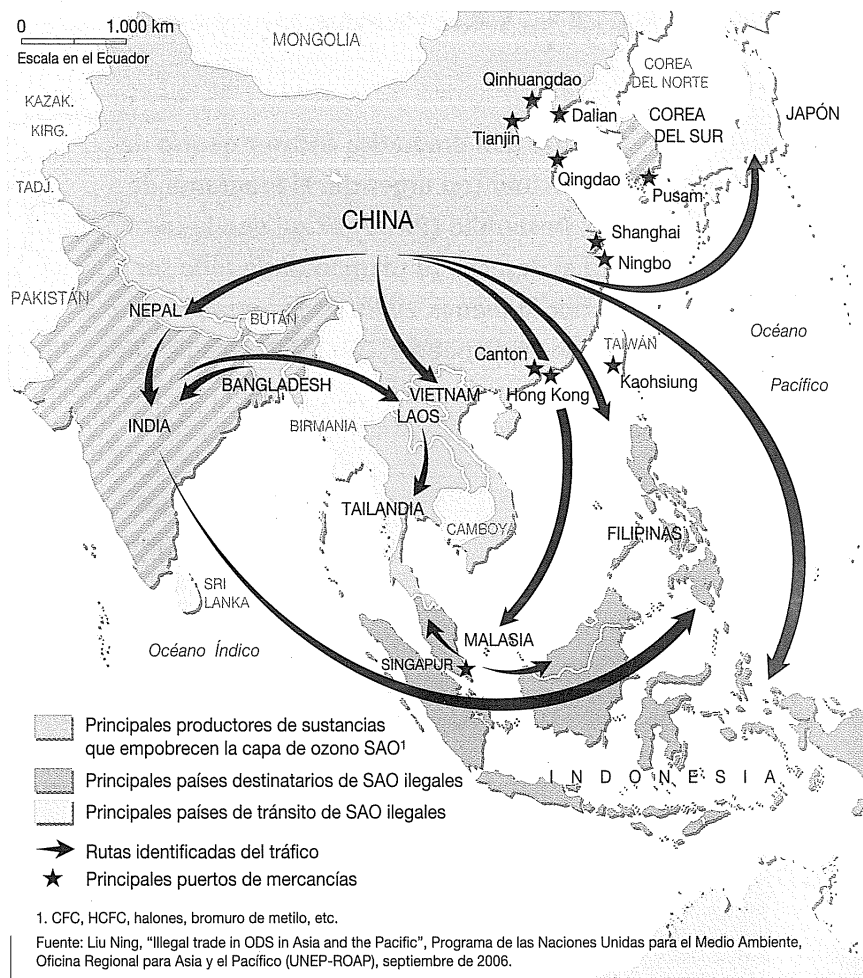 0 1.000 km
Escala en el Ecuador
MONGOLIA
KAZAK.
KIRG.
TADJ.
COREA
DEL NORTE
Qinhuangdao
Dalian
Tianjin
COREA
DEL SUR
JAPÓN
Qingdao
Pusam
CHINA
Shanghai
Ningbo
PAKISTÁN
NEPAL
BUTÁN
Océano
Pacífico
TAIWÁN
Canton
Kaohsiung
Hong Kong
BANGLADESH
VIETNAM
LAOS
INDIA
BIRMANIA
TAILANDIA
CAMBOYA
FILIPINAS
SRI
LANKA
Océano Índico
MALASIA
SINGAPUR
INDONESIA
Principales productores de sustancias
que empobrecen la capa de ozono SAO¹
Principales países destinatarios de SAO ilegales
Principales países de tránsito de SAO ilegales
Rutas identificadas del tráfico
Principales puertos de mercancías
1. CFC, HCFC, halones, bromuro de metilo, etc.
Fuente: Liu Ning, “Illegal trade in ODS in Asia and the Pacific”, Programa de las Naciones Unidas para el Medio Ambiente,
Oficina Regional para Asia y el Pacífico (UNEP-ROAP), septiembre de 2006.